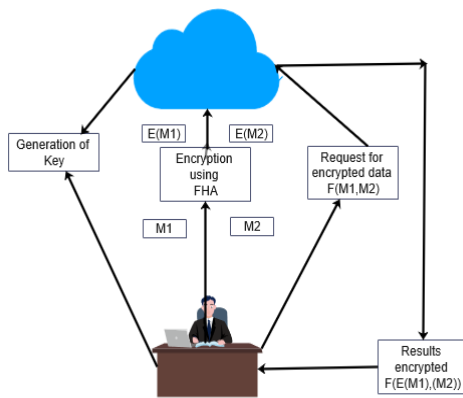 E(M1)
E(M2)
Generation of
Key
Encryption
using
FHA
Request for
encrypted data
F(M1,M2)
M1
M2
Results
encrypted
F(E(M1),(M2))